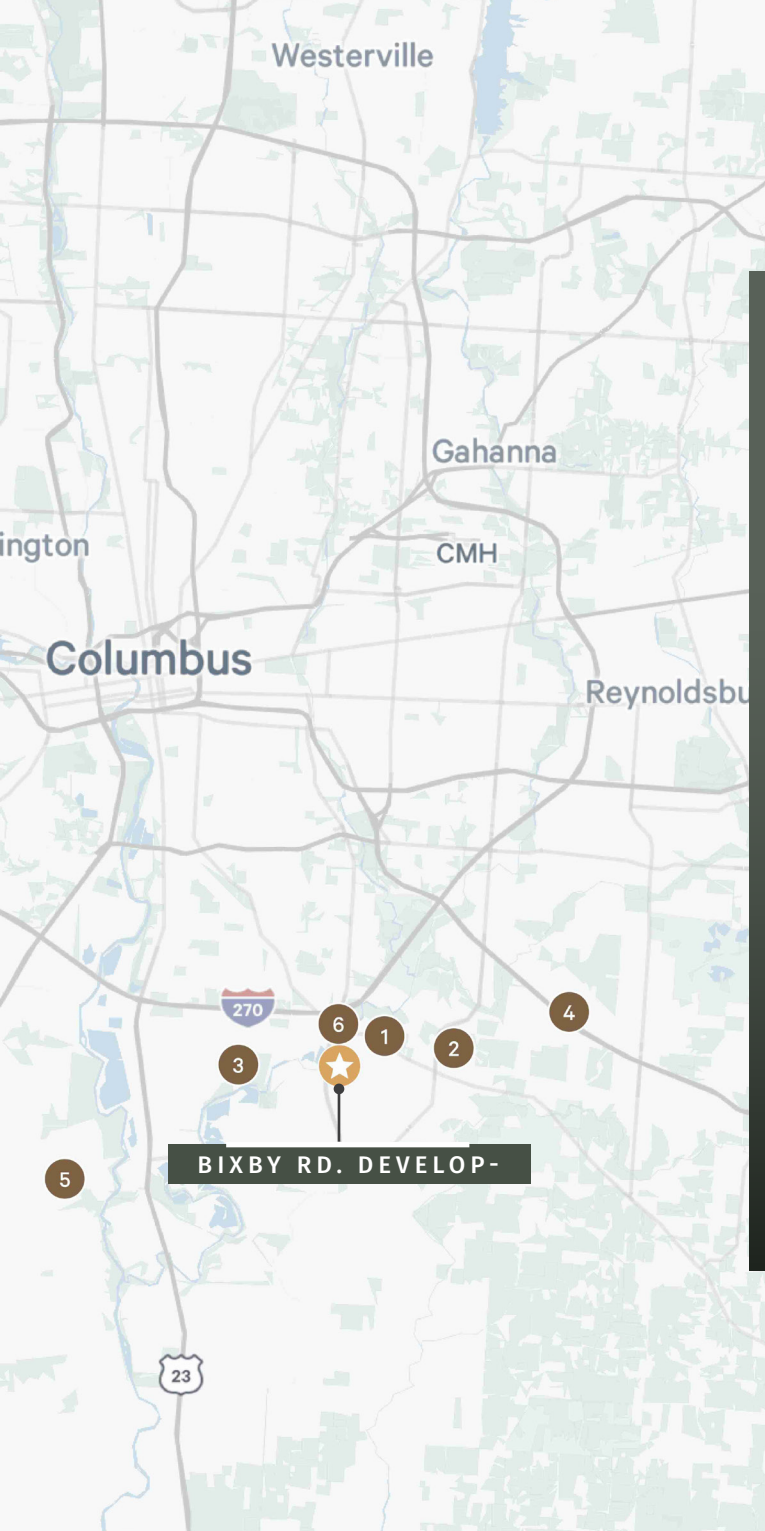 Westerville
Gahanna
ington
CMH
Columbus
Reynoldsbu
270
6
1
4
2
3
BIXBY RD. DEVELOP-
5
23